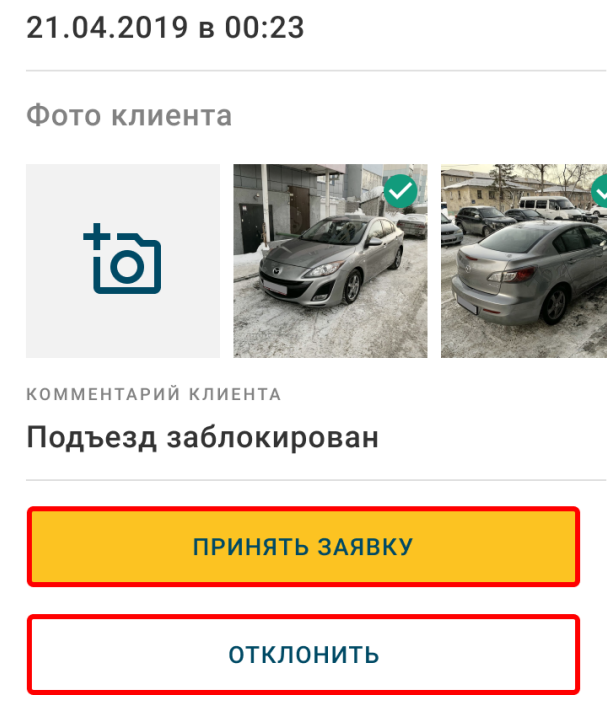 21.04.2019 в 00:23
Фото клиента
КОММЕНТАРИЙ КЛИЕНТА
Подъезд заблокирован
ПРИНЯТЬ ЗАЯВКУ
ОТКЛОНИТЬ